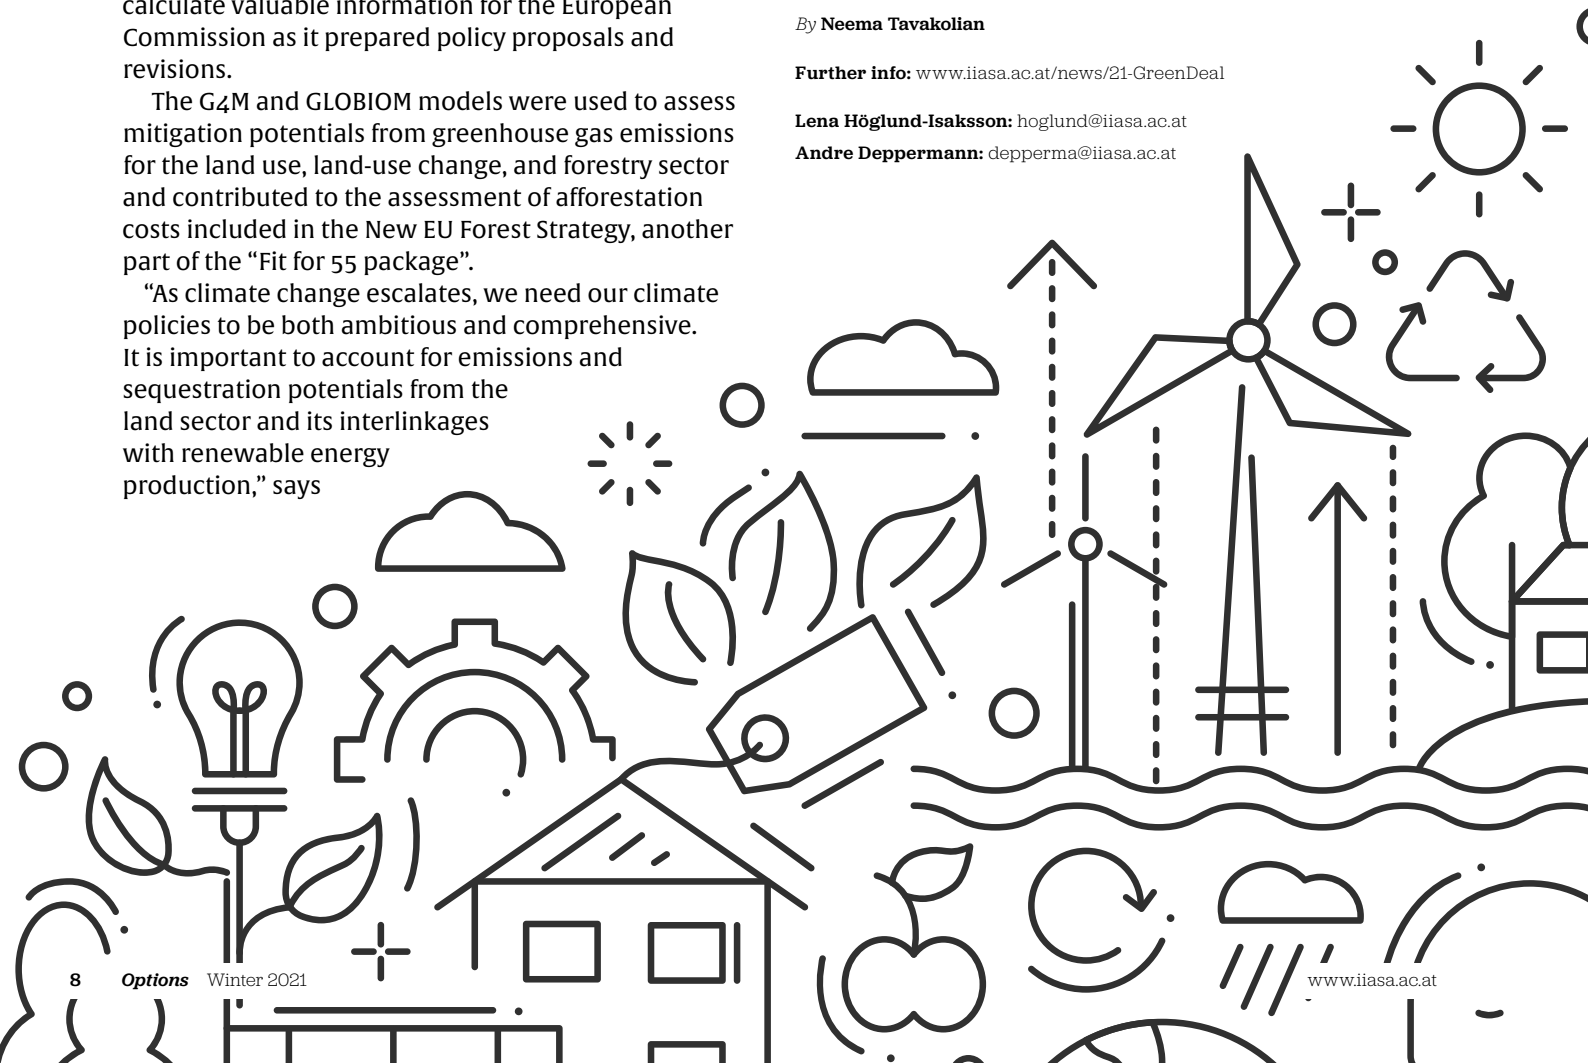 calculate valuable information for the European
Commission as it prepared policy proposals and
revisions.
The G4M and GLOBIOM models were used to assess
mitigation potentials from greenhouse gas emissions
for the land use, land-use change, and forestry sector
and contributed to the assessment of afforestation
costs included in the New EU Forest Strategy, another
part of the “Fit for 55 package”.
“As climate change escalates, we need our climate
policies to be both ambitious and comprehensive.
It is important to account for emissions and
sequestration potentials from the
land sector and its interlinkages
with renewable energy
production,” says
By Neema Tavakolian
Further info: www.iiasa.ac.at/news/21-GreenDeal
Lena Höglund-Isaksson: hoglund@iiasa.ac.at
Andre Deppermann: depperma@iiasa.ac.at
8 Options Winter 2021
www.iiasa.ac.at